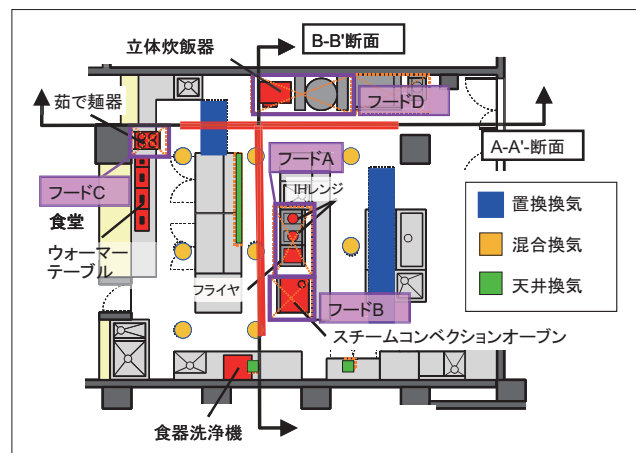 立体炊飯器
B-B'断面
茹で麺器
フードD
フードA
A-A'-断面
IHレンジ
フードC
食堂
ウォーマー
テーブル
置換換気
混合換気
天井換気
フライヤ
フードB
スチームコンベクションオーブン
食器洗浄機